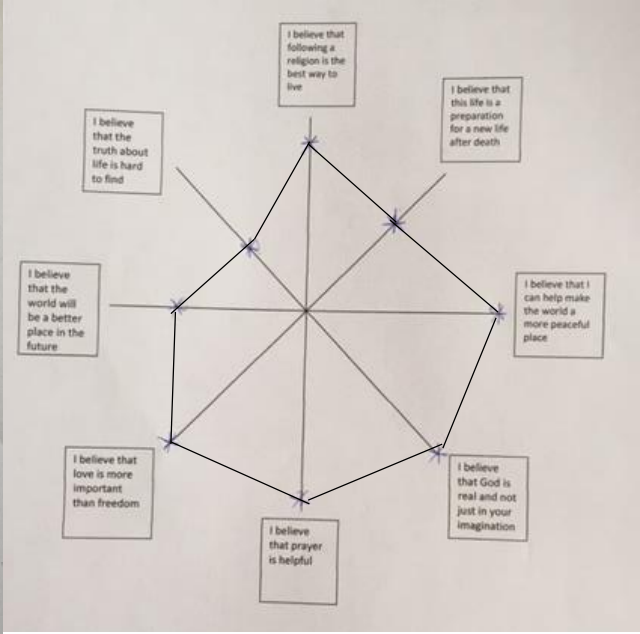 I believe that
following a
religion is the
best way to
live
I believe that
this life is a
preparation
for a new life
after death
I believe
that the
truth about
life is hard
to find
I believe
that the
world will
be a better
place in the
future
I believe that I
can help make
the world a
more peaceful
place
I believe that
love is more
important
than freedom
I believe
that God is
real and not
just in your
imagination
I believe
that prayer
is helpful